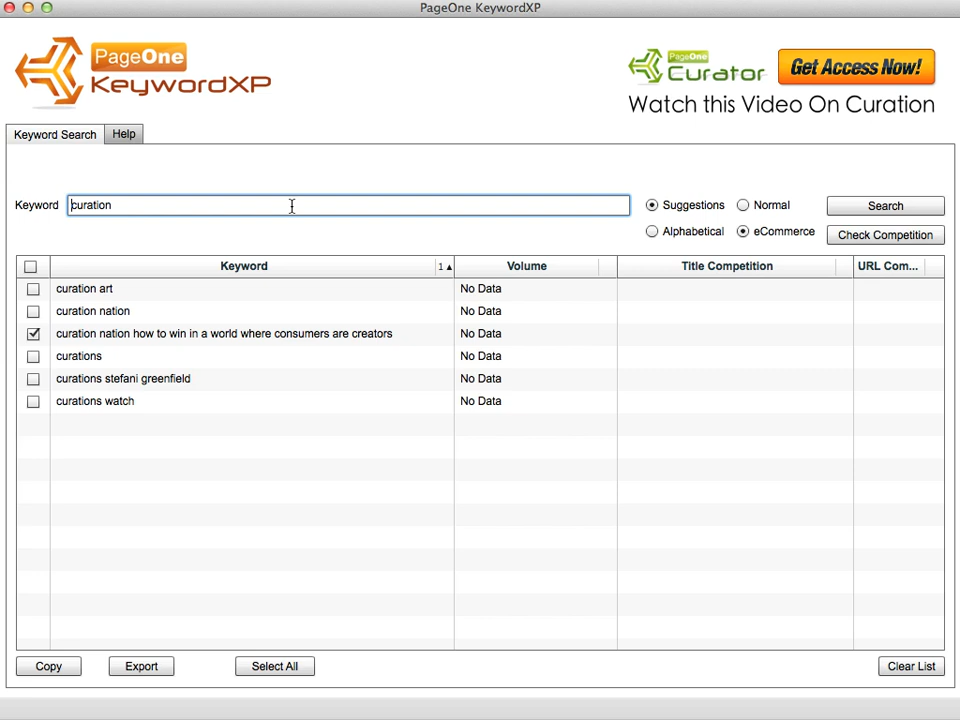 PageOne KeywordXP
PageOne
KeywordXP
PageOne
Curator
Get Access Now!
Watch this Video On Curation
Keyword Search
Help
Keyword
curation
Suggestions
Normal
Search
Alphabetical
eCommerce
Check Competition
Keyword
1
Volume
Title Competition
URL Com...
curation art
No Data
curation nation
No Data
curation nation how to win in a world where consumers are creators
No Data
curations
No Data
curations stefani greenfield
No Data
curations watch
No Data
Copy
Export
Select All
Clear List